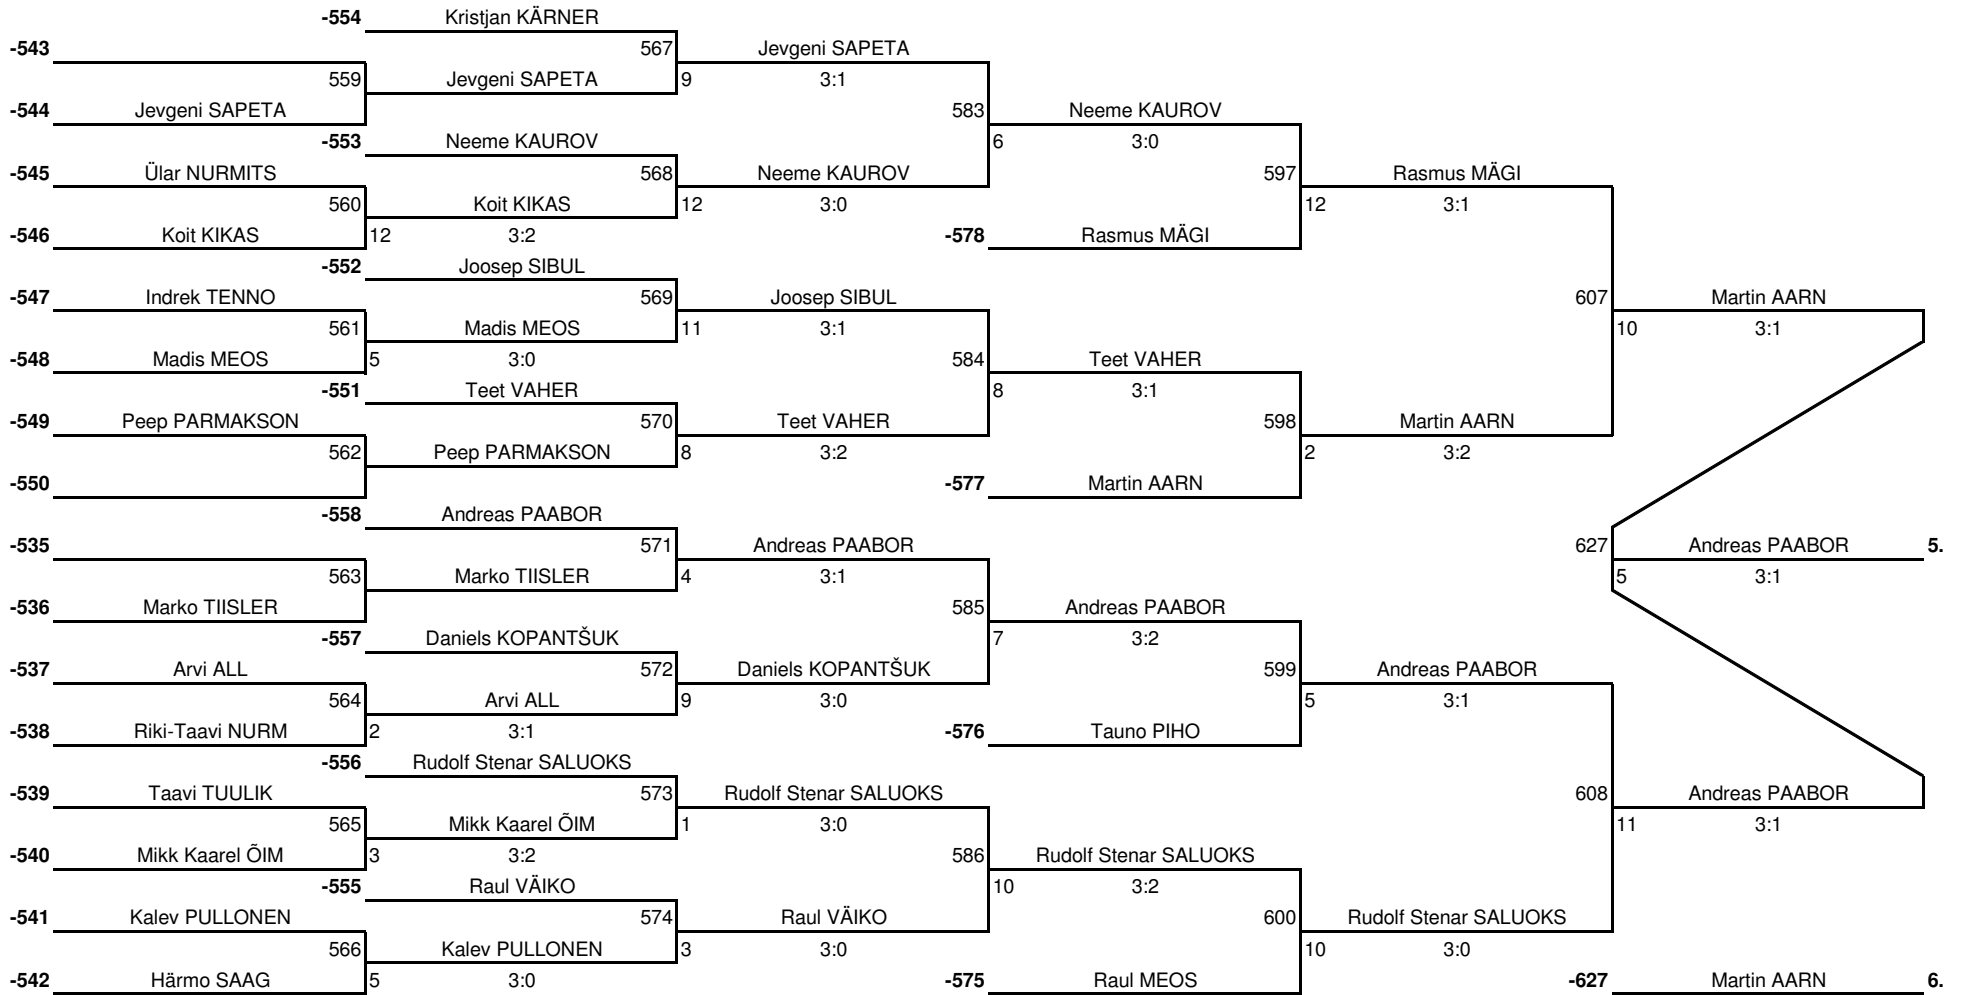 -554 Kristjan KÄRNER
-543 567 Jevgeni SAPETA
559 Jevgeni SAPETA 9 3:1
-544 Jevgeni SAPETA 583 Neeme KAUROV
-553 Neeme KAUROV 6 3:0
-545 Ülar NURMITS 568 Neeme KAUROV 597 Rasmus MÄGI
560 Koit KIKAS 12 3:0 12 3:1
-546 Koit KIKAS 12 3:2 -578 Rasmus MÄGI
-552 Joosep SIBUL
-547 Indrek TENNO 569 Joosep SIBUL 607 Martin AARN
561 Madis MEOS 11 3:1 10 3:1
-548 Madis MEOS 5 3:0 584 Teet VAHER
-551 Teet VAHER 8 3:1
-549 Peep PARMAKSON 570 Teet VAHER 598 Martin AARN
562 Peep PARMAKSON 8 3:2 2 3:2
-550 -577 Martin AARN
-558 Andreas PAABOR
-535 571 Andreas PAABOR 627 Andreas PAABOR 5.
563 Marko TIISLER 4 3:1 5 3:1
-536 Marko TIISLER 585 Andreas PAABOR
-557 Daniels KOPANTŠUK 7 3:2
-537 Arvi ALL 572 Daniels KOPANTŠUK 599 Andreas PAABOR
564 Arvi ALL 9 3:0 5 3:1
-538 Riki-Taavi NURM 2 3:1 -576 Tauno PIHO
-556 Rudolf Stenar SALUOKS
-539 Taavi TUULIK 573 Rudolf Stenar SALUOKS 608 Andreas PAABOR
565 Mikk Kaarel ÕIM 1 3:0 11 3:1
-540 Mikk Kaarel ÕIM 3 3:2 586 Rudolf Stenar SALUOKS
-555 Raul VÄIKO 10 3:2
-541 Kalev PULLONEN 574 Raul VÄIKO 600 Rudolf Stenar SALUOKS
566 Kalev PULLONEN 3 3:0 10 3:0
-542 Härmo SAAG 5 3:0 -575 Raul MEOS -627 Martin AARN 6.